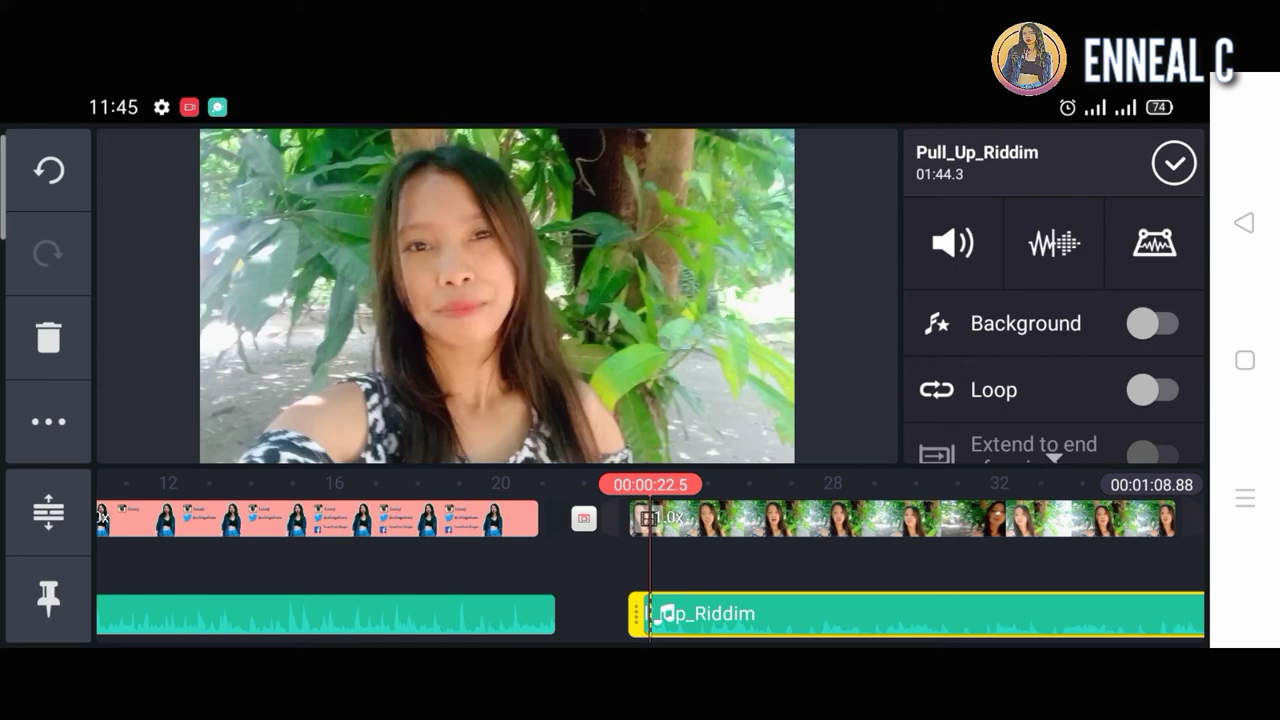 ENNEAL C
11:45
74
Pull_Up_Riddim
01:44.3
Background
Loop
Extend to end
12
16
20
00:00:22.5
28
32
00:01:08.88
1.0x
p_Riddim